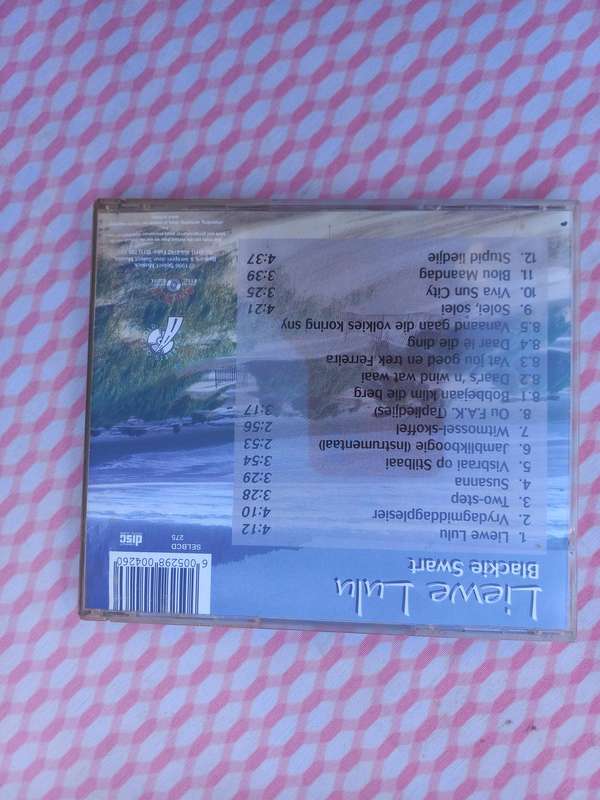 Liewe Lulu
Blackie Swart
6 005298 004260
SELBCD
275
COMPACT
disc
1. Liewe Lulu 4:12
2. Vrydagmiddagplesier 4:10
3. Two-step 3:28
4. Susanna 3:29
5. Visbraai op Stilbaai 3:54
6. Jamblikboogie (Instrumentaal) 2:53
7. Witmossel-skoffel 2:56
8. Ou F.A.K. (Tapliedjies) 3:17
8.1 Bobbejaan klim die berg
8.2 Daar's 'n wind wat waai
8.3 Vat jou goed en trek Ferreira
8.4 Daar lê die ding
8.5 Vanaand gaan die volkies koring sny
9. Solei, solei 4:21
10. Viva Sun City 3:25
11. Blou Maandag 3:39
12. Stupid liedjie 4:37